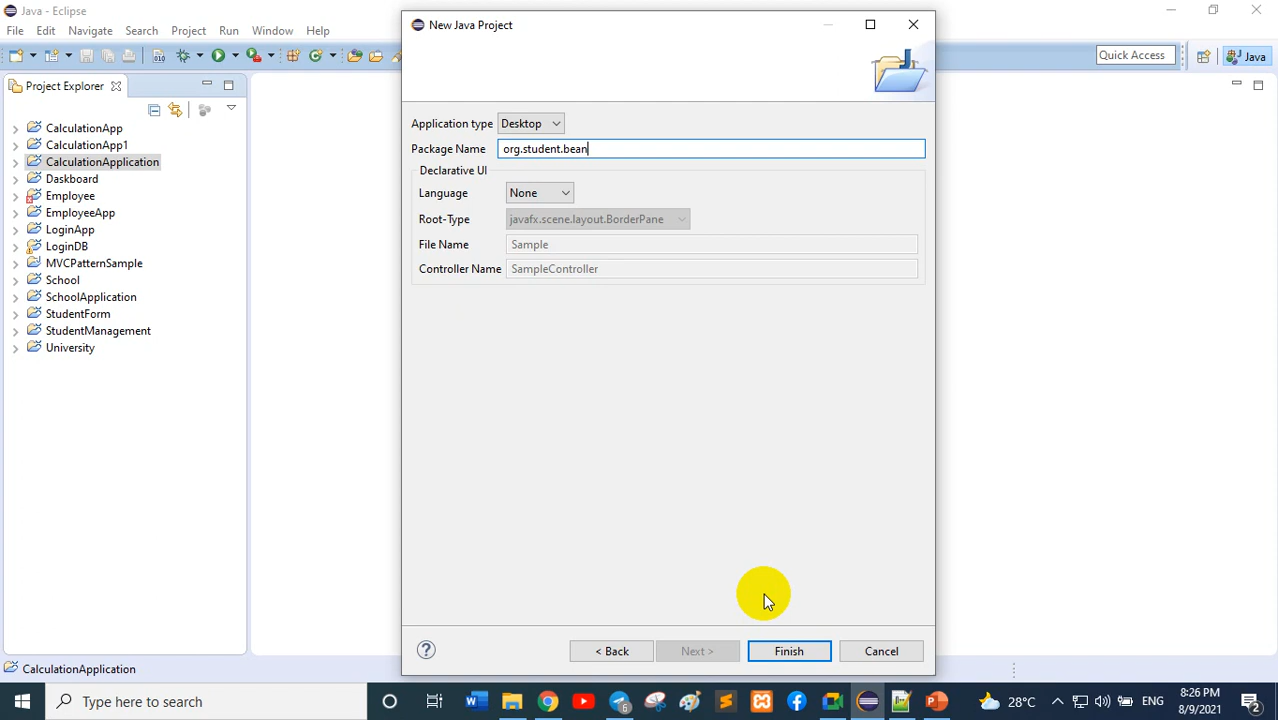 Java - Eclipse
New Java Project
File Edit Navigate Search Project Run Window Help
Quick Access
Java
Project Explorer
CalculationApp
CalculationApp1
CalculationApplication
Daskboard
Employee
EmployeeApp
LoginApp
LoginDB
MVCPatternSample
School
SchoolApplication
StudentForm
StudentManagement
University
Application type Desktop
Package Name org.student.bean
Declarative UI
Language None
Root-Type javafx.scene.layout.BorderPane
File Name Sample
Controller Name SampleController
< Back Next > Finish Cancel
CalculationApplication
Type here to search
6
28°C
ENG
8:26 PM
8/9/2021
2